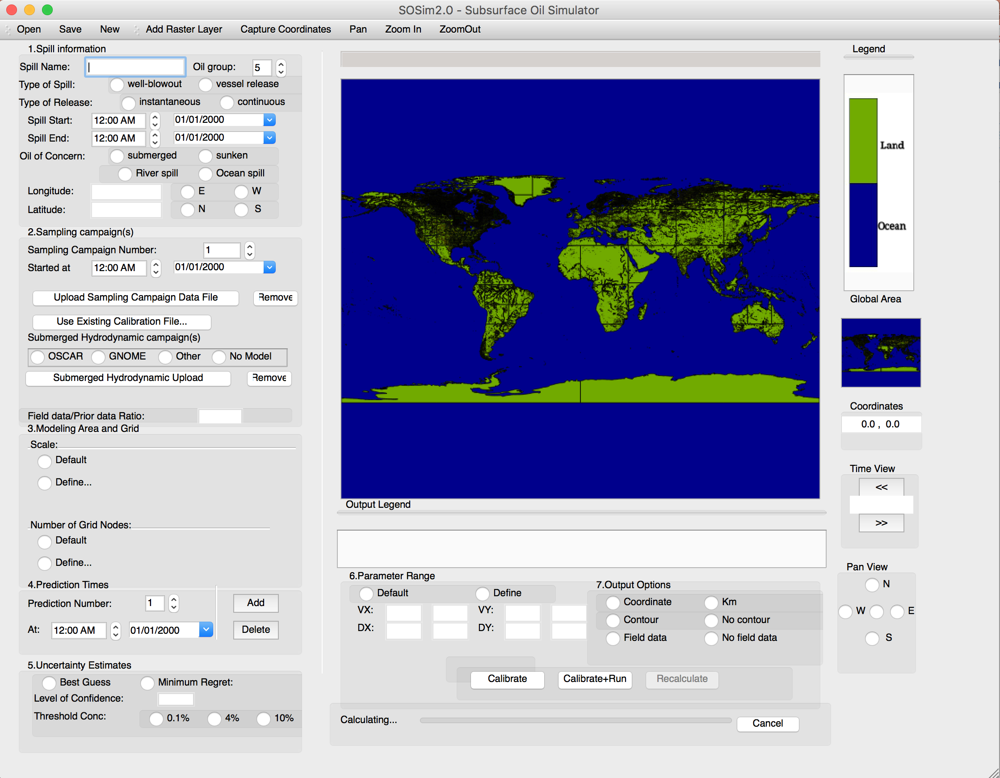 SOSim2.0 - Subsurface Oil Simulator
Open Save New Add Raster Layer Capture Coordinates Pan Zoom In ZoomOut
1.Spill information
Spill Name: Oil group: 5
Type of Spill: well-blowout vessel release
Type of Release: instantaneous continuous
Spill Start: 12:00 AM 01/01/2000
Spill End: 12:00 AM 01/01/2000
Oil of Concern: submerged sunken
River spill Ocean spill
Longitude: E W
Latitude: N S
2.Sampling campaign(s)
Sampling Campaign Number: 1
Started at 12:00 AM 01/01/2000
Upload Sampling Campaign Data File Remove
Use Existing Calibration File...
Submerged Hydrodynamic campaign(s)
OSCAR GNOME Other No Model
Submerged Hydrodynamic Upload Remove
Field data/Prior data Ratio:
3.Modeling Area and Grid
Scale:
Default
Define...
Number of Grid Nodes:
Default
Define...
4.Prediction Times
Prediction Number: 1 Add
At: 12:00 AM 01/01/2000 Delete
5.Uncertainty Estimates
Best Guess Minimum Regret:
Level of Confidence:
Threshold Conc: 0.1% 4% 10%
Output Legend
6.Parameter Range
Default Define
VX: VY:
DX: DY:
7.Output Options
Coordinate Km
Contour No contour
Field data No field data
Calibrate Calibrate+Run Recalculate
Calculating... Cancel
Legend
Land
Ocean
Global Area
Coordinates
0.0 , 0.0
Time View
<<
>>
Pan View
N
W E
S